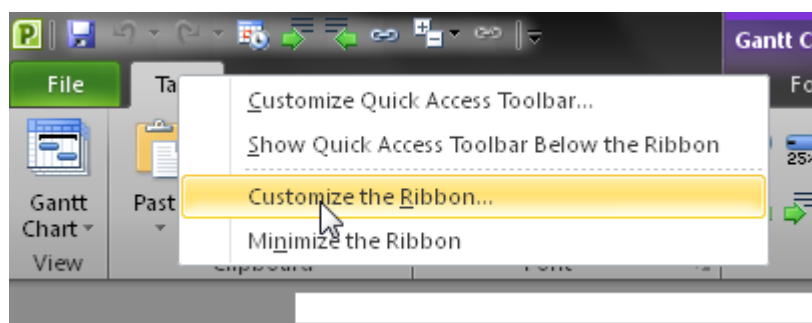 P
Gantt C
File
Ta
Fo
Customize Quick Access Toolbar...
Show Quick Access Toolbar Below the Ribbon
25
Gantt
Chart
Past
Customize the Ribbon...
Minimize the Ribbon
View